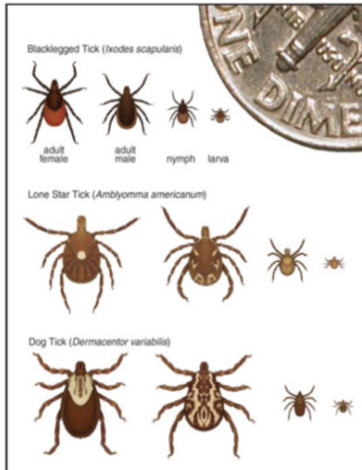 Blacklegged Tick (Ixodes scapularis)
adult female
adult male
nymph
larva
Lone Star Tick (Amblyomma americanum)
Dog Tick (Dermacentor variabilis)
ONE DIME